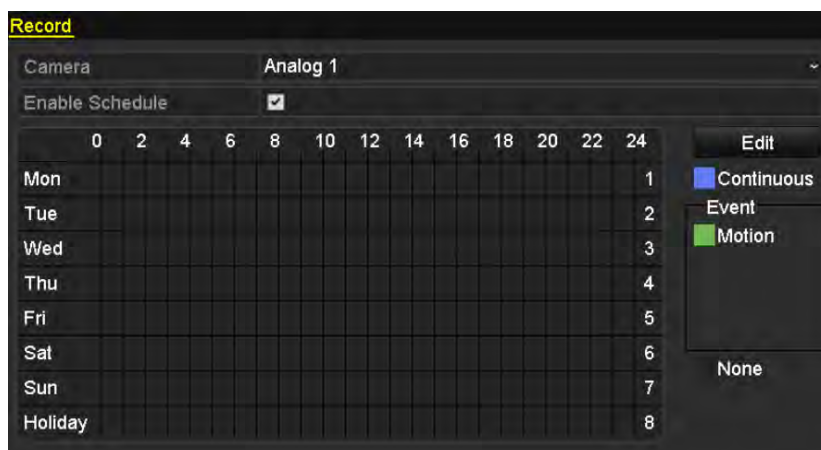 Record
Camera Analog 1
Enable Schedule
0 2 4 6 8 10 12 14 16 18 20 22 24 Edit
Mon 1 Continuous
Tue 2 Event
Wed 3 Motion
Thu 4
Fri 5
Sat 6 None
Sun 7
Holiday 8